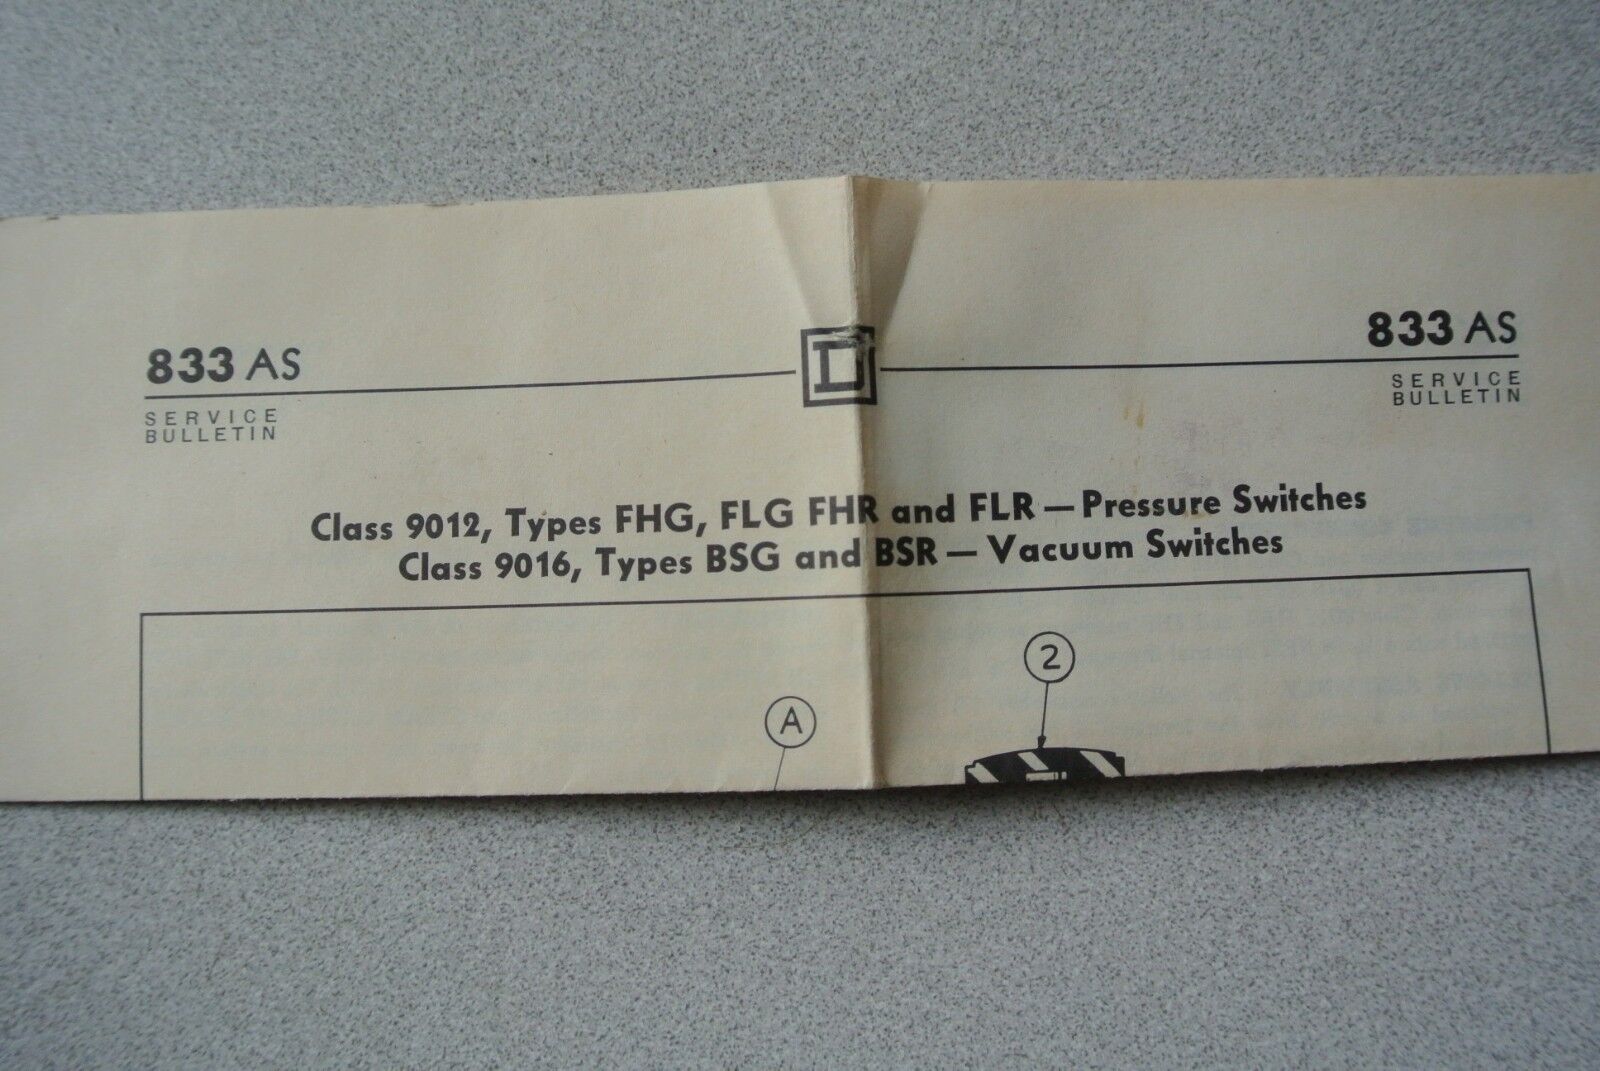 833 AS
SERVICE
BULLETIN
D
833 AS
SERVICE
BULLETIN
Class 9012, Types FHG, FLG FHR and FLR — Pressure Switches
Class 9016, Types BSG and BSR — Vacuum Switches
A
2